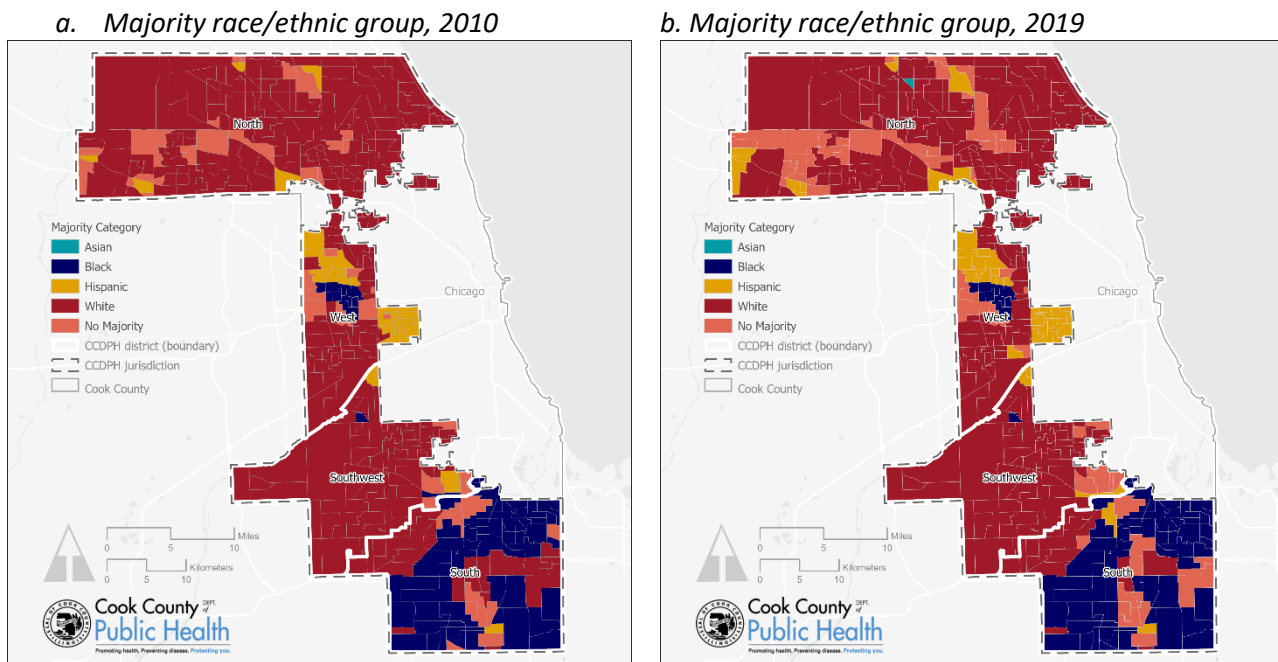 a. Majority race/ethnic group, 2010
North
Majority Category
Asian
Black
Hispanic
White
No Majority
CCDPH district (boundary)
CCDPH jurisdiction
Cook County
Chicago
West
Southwest
South
0 5 10
Miles
0 5 10
Kilometers
Cook County DEPT. of
Public Health
Promoting health. Preventing disease. Protecting you.
b. Majority race/ethnic group, 2019
North
Majority Category
Asian
Black
Hispanic
White
No Majority
CCDPH district (boundary)
CCDPH jurisdiction
Cook County
Chicago
West
Southwest
South
0 5 10
Miles
0 5 10
Kilometers
Cook County DEPT. of
Public Health
Promoting health. Preventing disease. Protecting you.